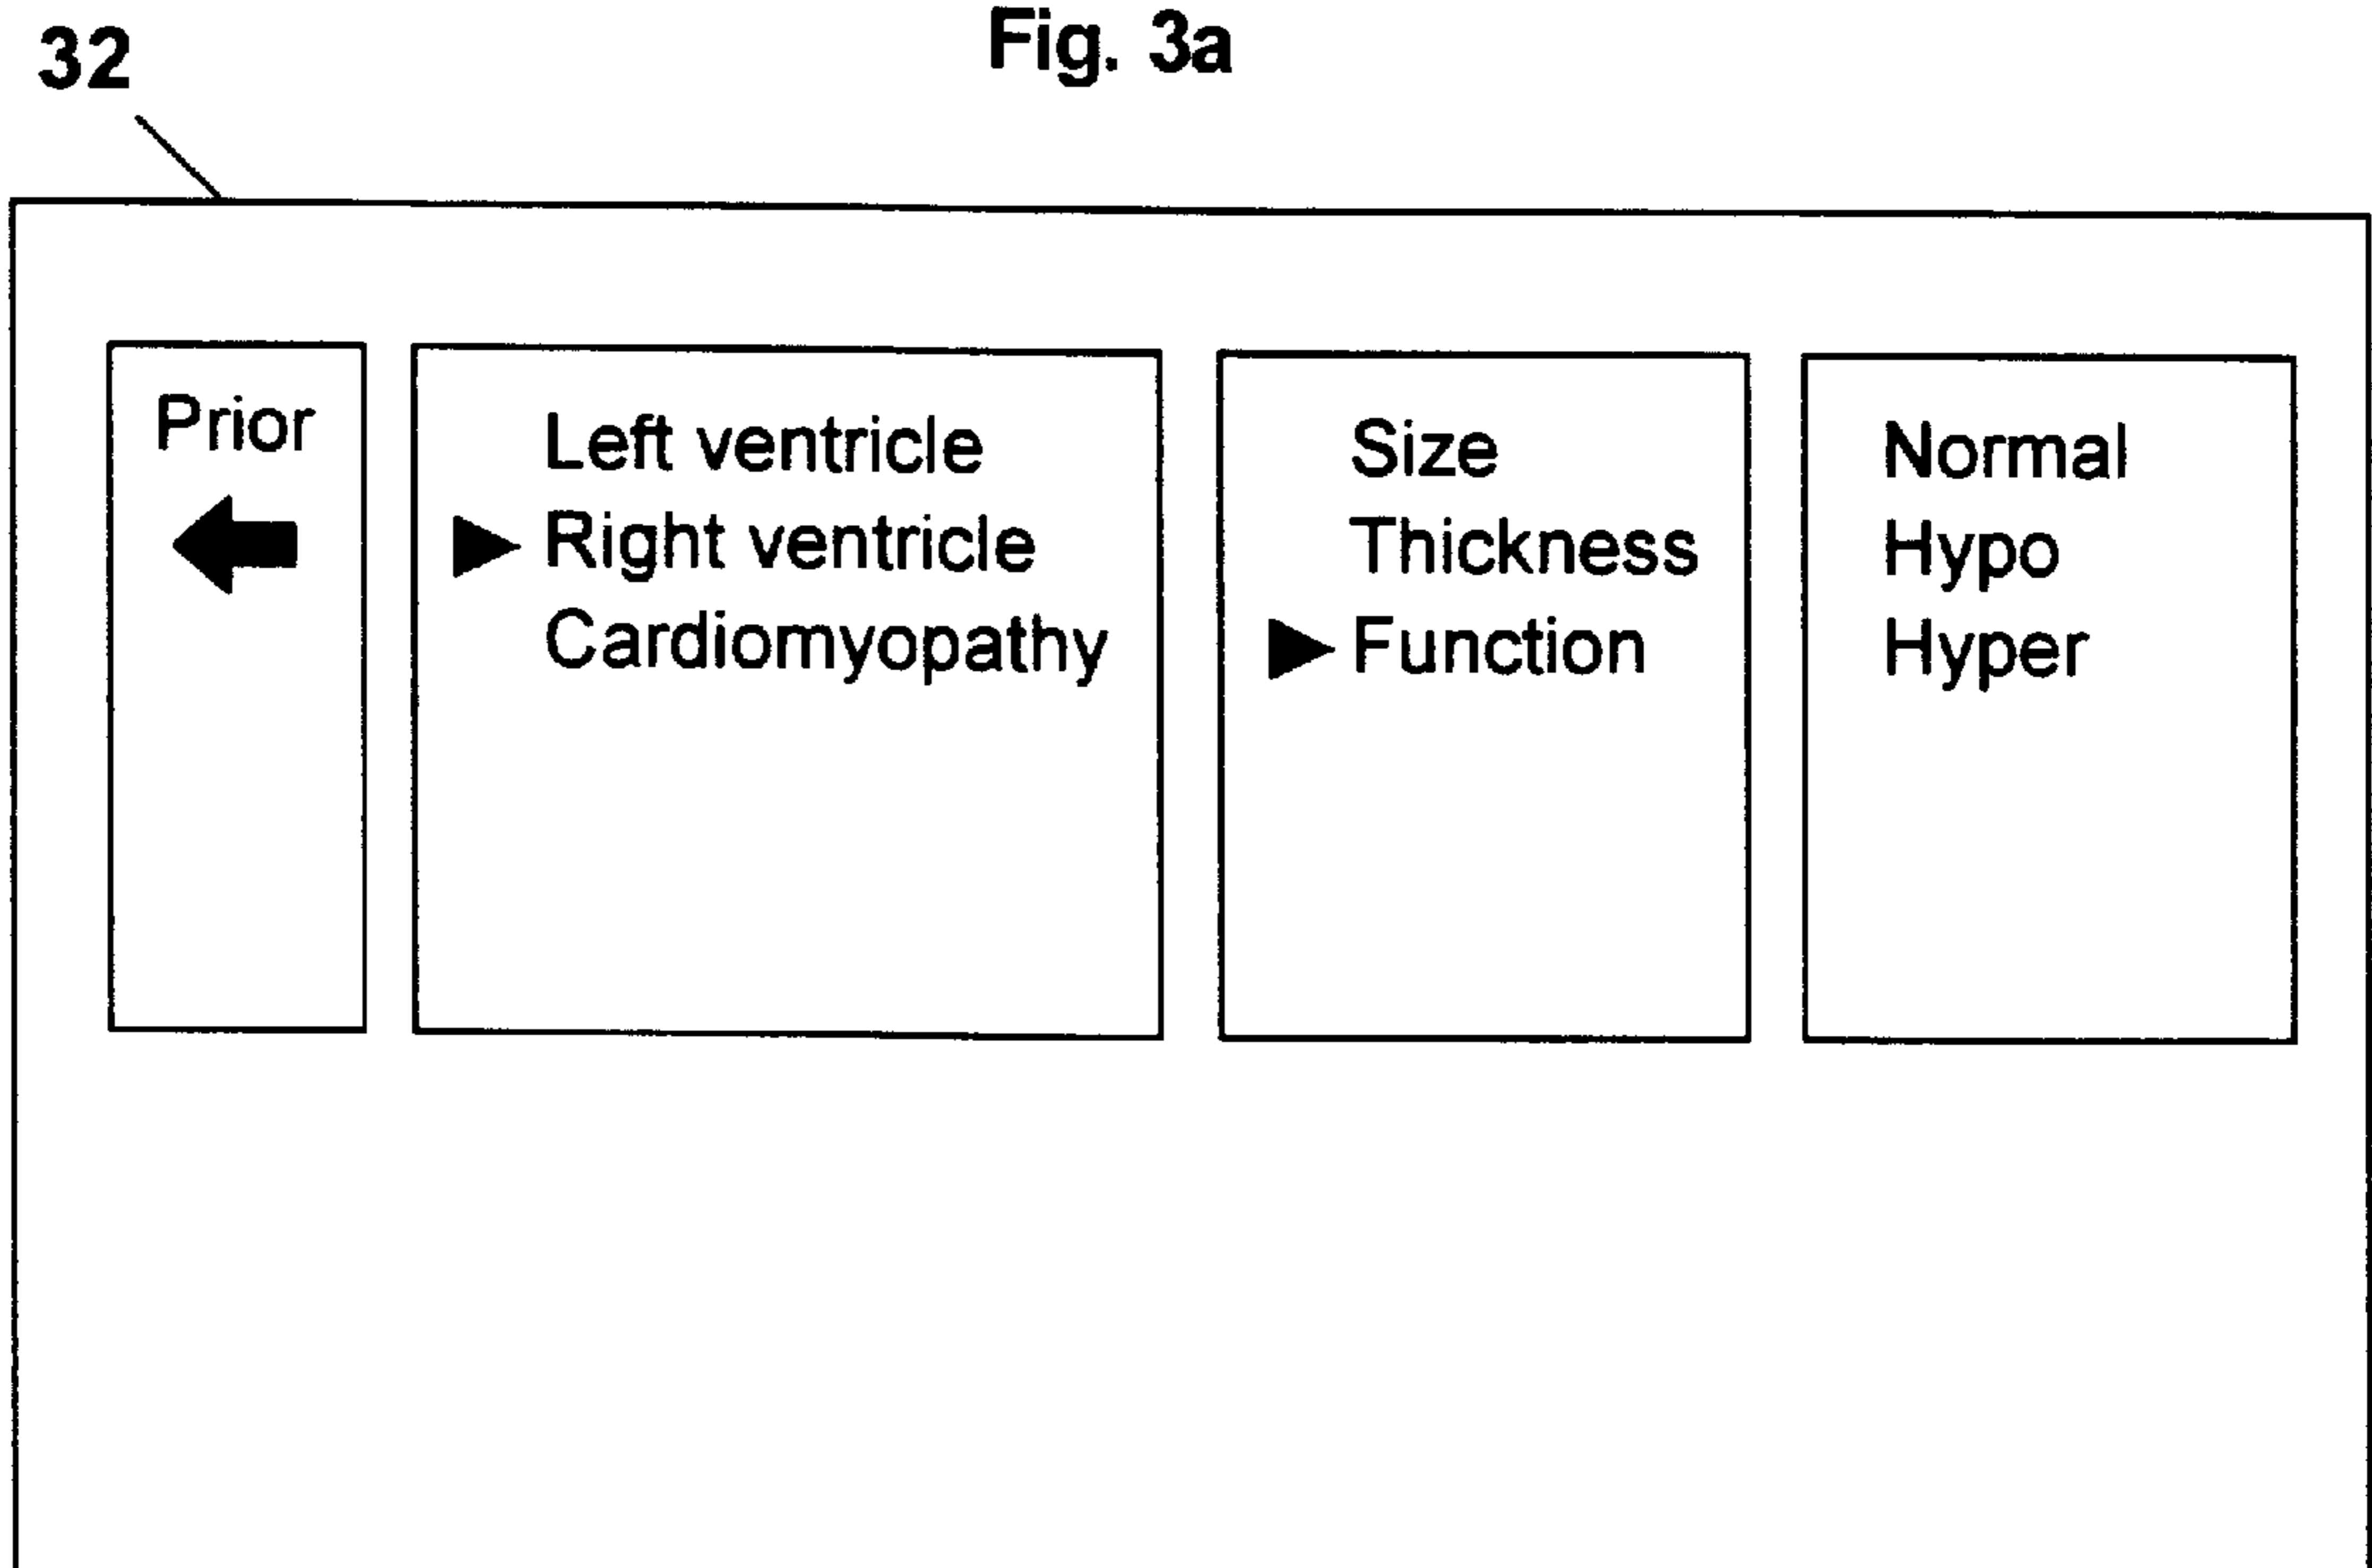 Fig. 3a
32
Prior
Left ventricle
Right ventricle
Cardiomyopathy
Size
Thickness
Function
Normal
Hypo
Hyper